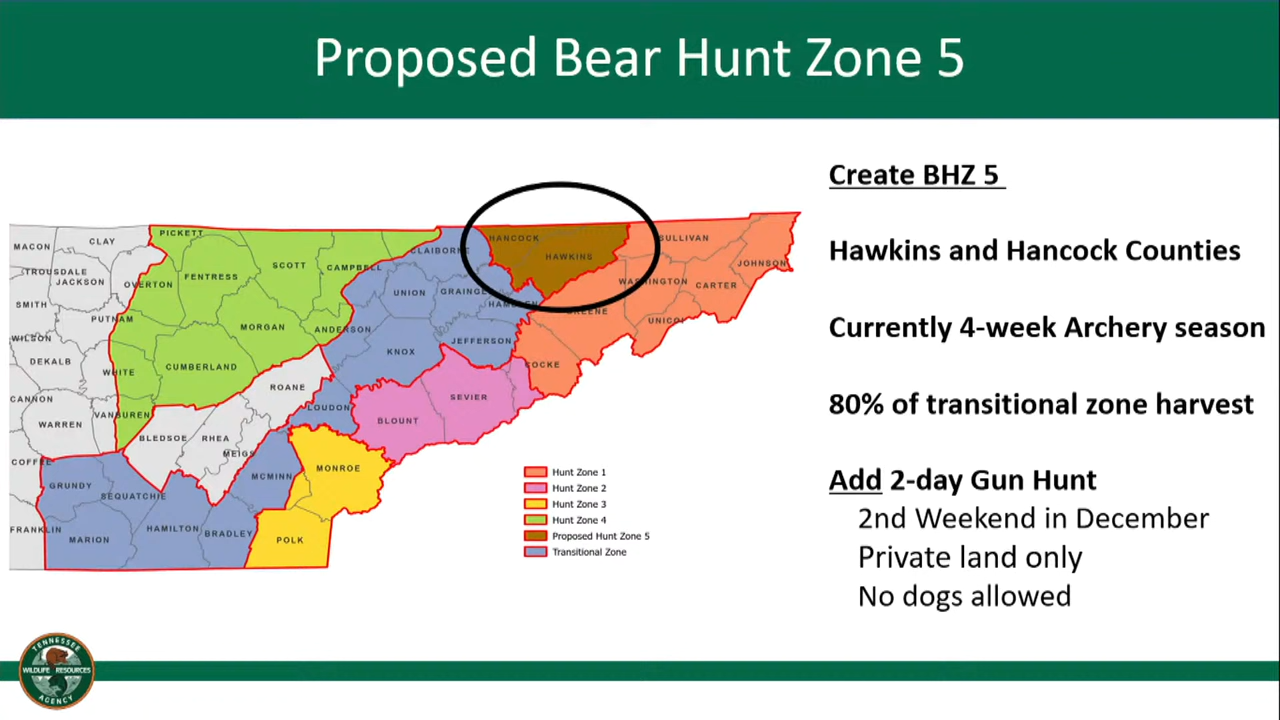 Proposed Bear Hunt Zone 5
Create BHZ 5
Hawkins and Hancock Counties
Currently 4-week Archery season
80% of transitional zone harvest
Add 2-day Gun Hunt
2nd Weekend in December
Private land only
No dogs allowed
PICKETT
MACON
CLAY
HANCOCK
SULLIVAN
CLAIBORNE
HAWKINS
JOHNSON
TROUSDALE
JACKSON
OVERTON
FENTRESS
SCOTT
CAMPBELL
WASHINGTON
CARTER
SMITH
UNION
GRAINGER
HAMBLEN
GREENE
PUTNAM
MORGAN
ANDERSON
UNICOI
WILSON
JEFFERSON
DEKALB
WHITE
CUMBERLAND
KNOX
COCKE
ROANE
CANNON
LOUDON
SEVIER
WARREN
VANBUREN
BLOUNT
BLEDSOE
RHEA
MEIGS
COFFEE
MONROE
MCMINN
GRUNDY
SEQUATCHIE
FRANKLIN
MARION
HAMILTON
BRADLEY
POLK
Hunt Zone 1
Hunt Zone 2
Hunt Zone 3
Hunt Zone 4
Proposed Hunt Zone 5
Transitional Zone
TENNESSEE
WILDLIFE RESOURCES
AGENCY